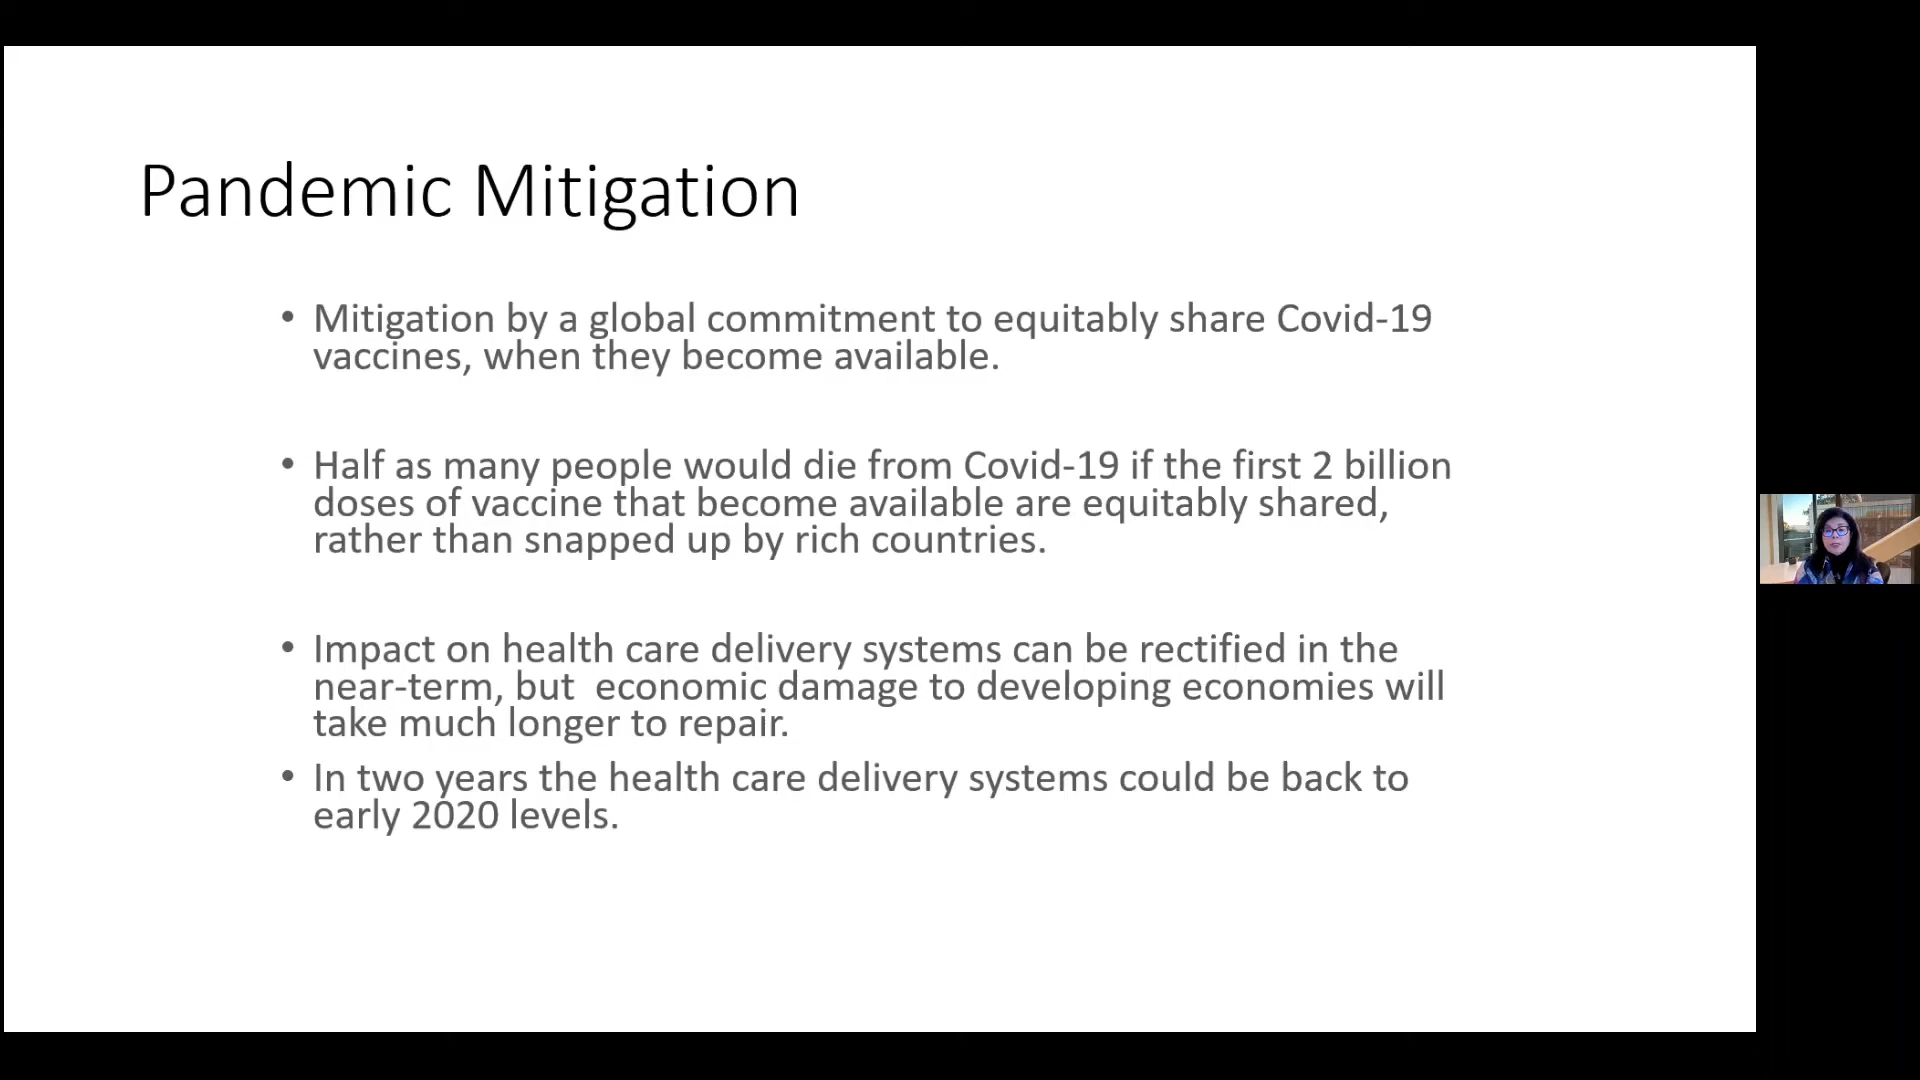 Pandemic Mitigation
• Mitigation by a global commitment to equitably share Covid-19
vaccines, when they become available.
• Half as many people would die from Covid-19 if the first 2 billion
doses of vaccine that become available are equitably shared,
rather than snapped up by rich countries.
• Impact on health care delivery systems can be rectified in the
near-term, but  economic damage to developing economies will
take much longer to repair.
• In two years the health care delivery systems could be back to
early 2020 levels.